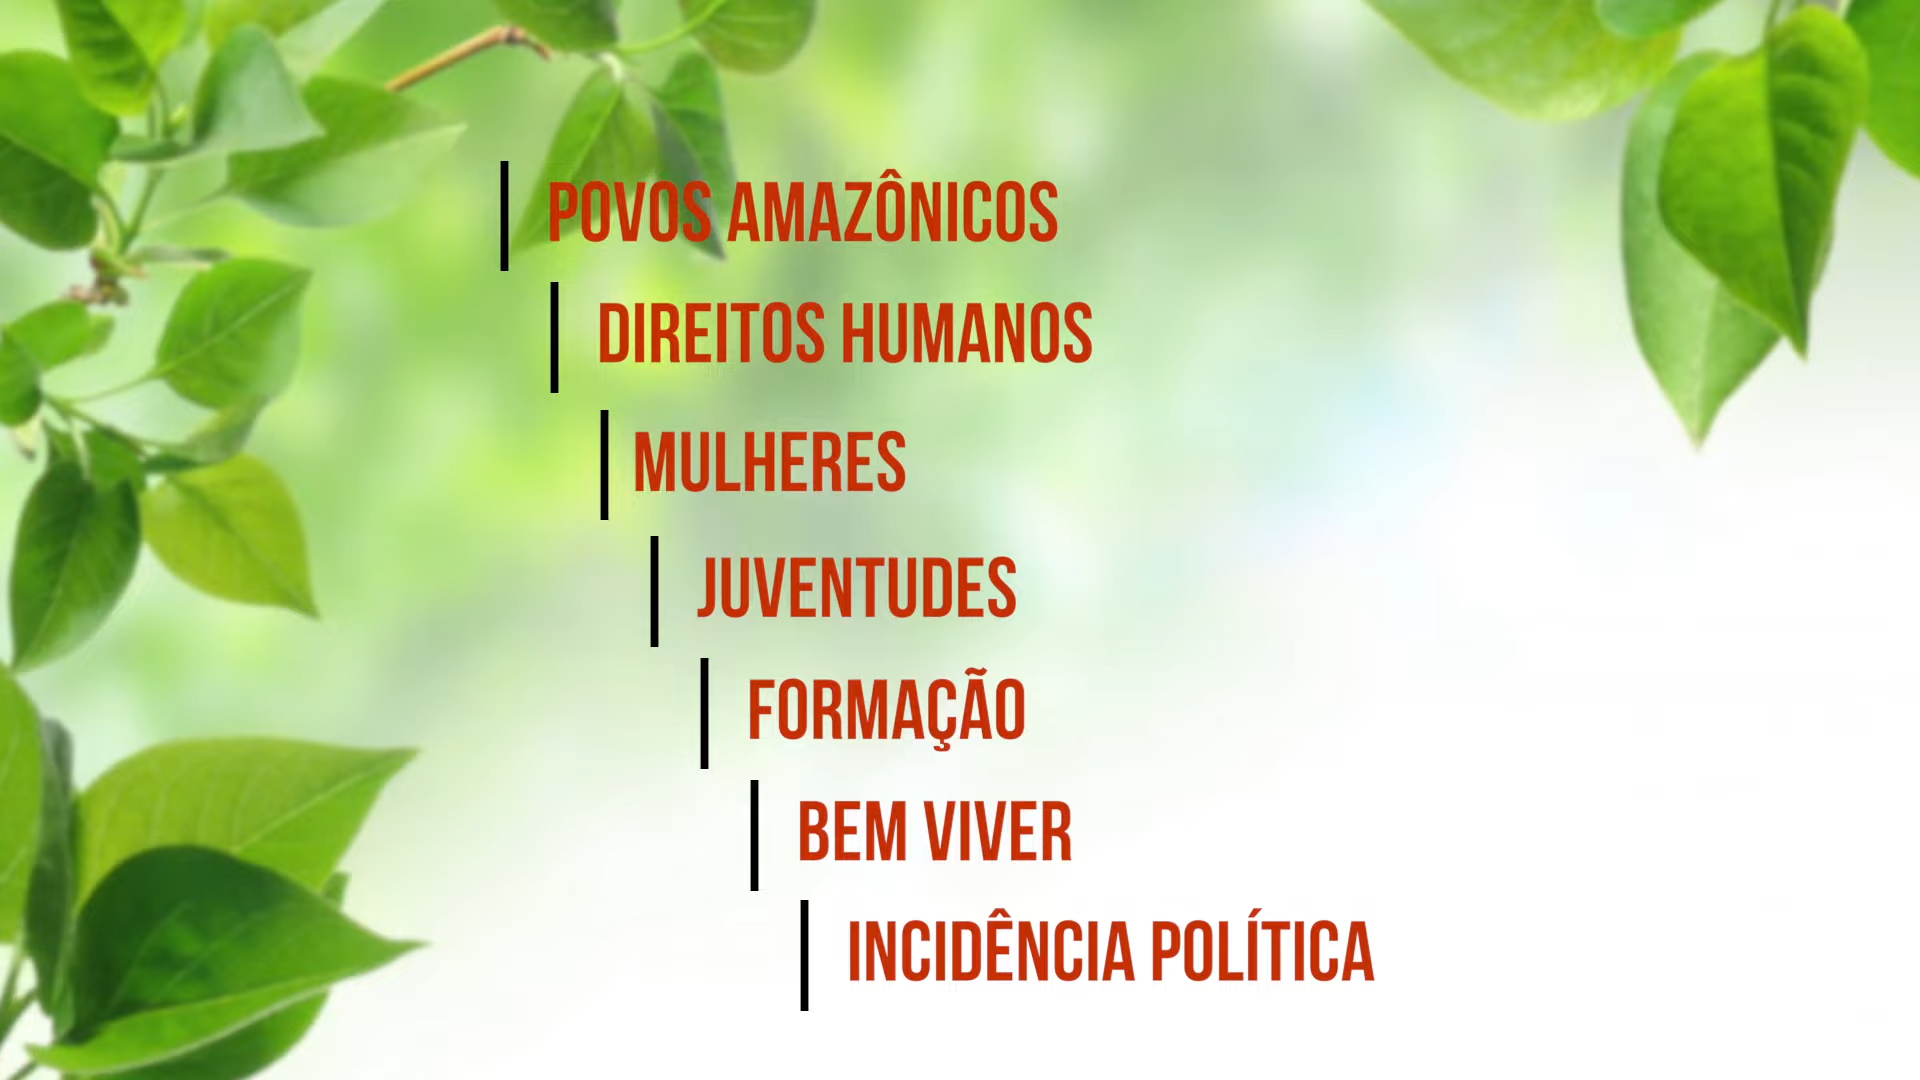 POVOS AMAZÔNICOS
DIREITOS HUMANOS
MULHERES
JUVENTUDES
FORMAÇÃO
BEM VIVER
INCIDÊNCIA POLÍTICA